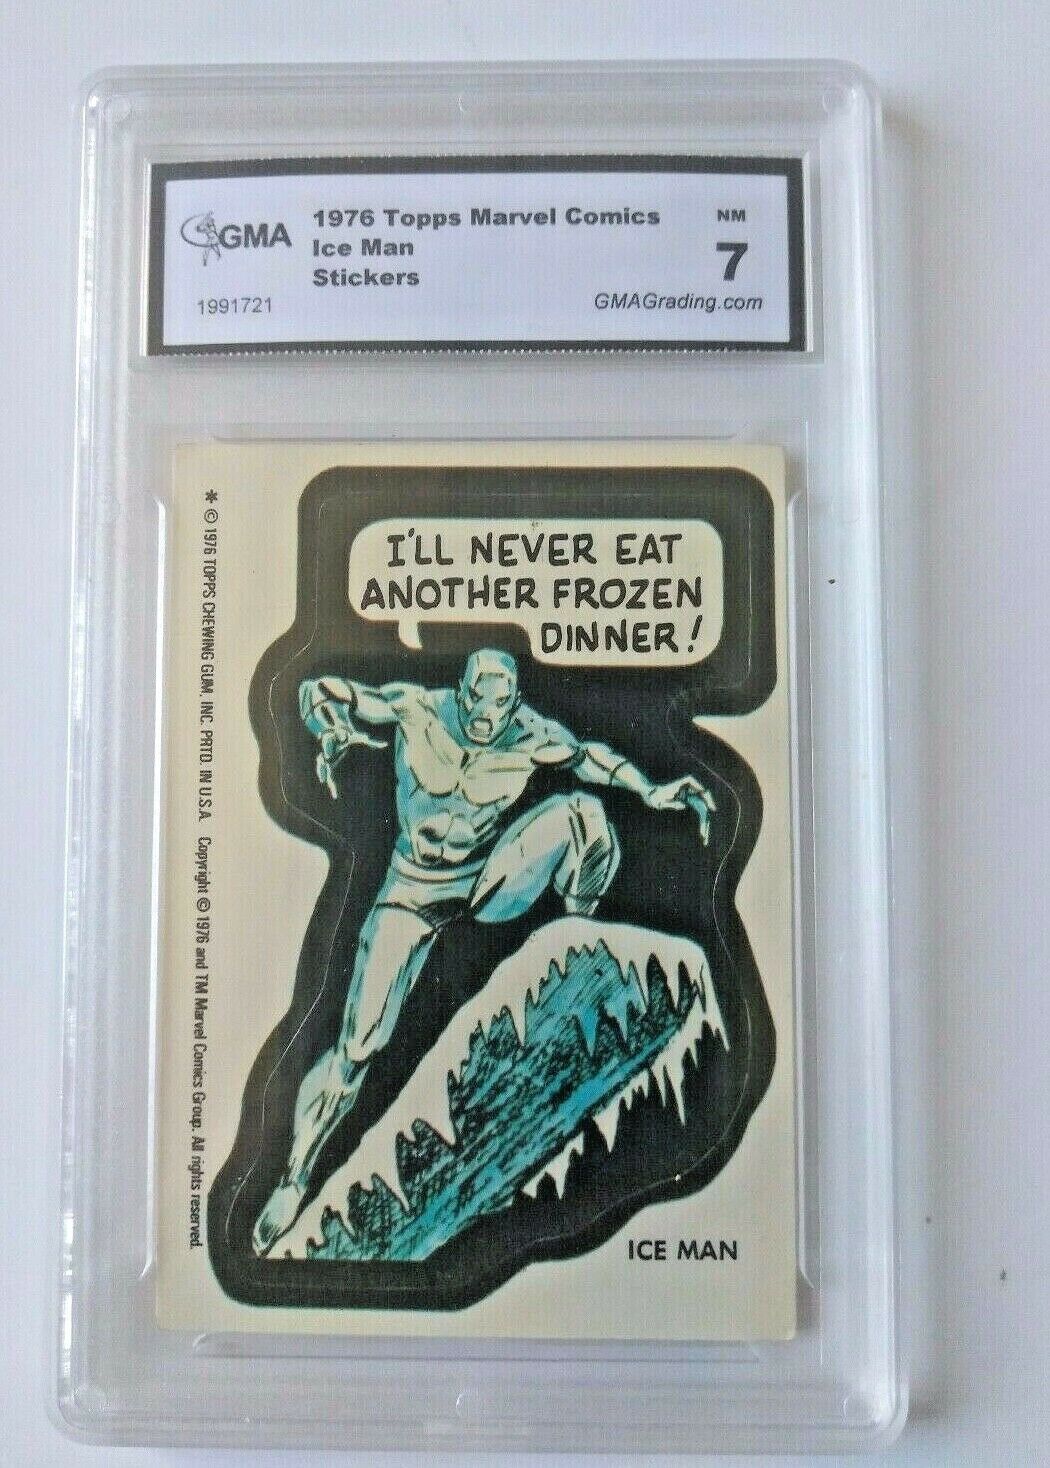 GMA
1976 Topps Marvel Comics
Ice Man
Stickers
1991721
NM
7
GMAGrading.com
I'LL NEVER EAT
ANOTHER FROZEN
DINNER!
* © 1976 TOPPS CHEWING GUM, INC. PRTD. IN U.S.A. Copyright © 1976 and TM Marvel Comics Group. All rights reserved.
ICE MAN